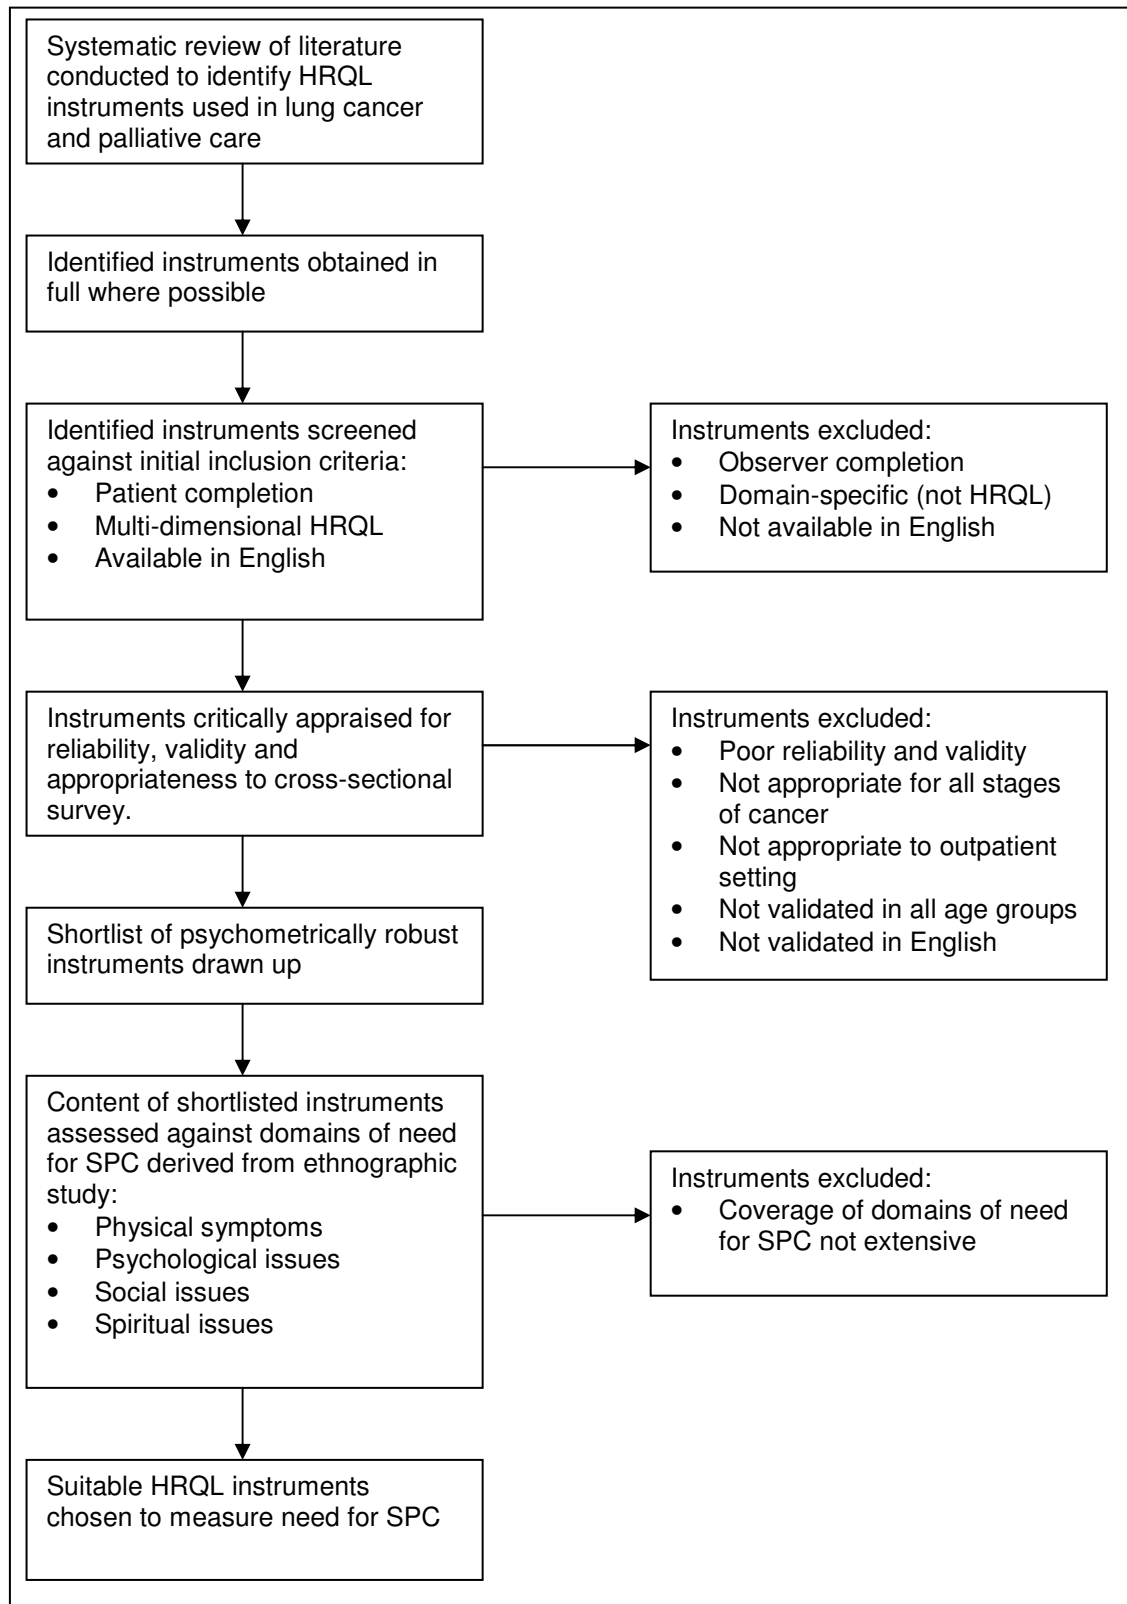 Systematic review of literature
conducted to identify HRQL
instruments used in lung cancer
and palliative care
Identified instruments obtained in
full where possible
Identified instruments screened
against initial inclusion criteria:
• Patient completion
• Multi-dimensional HRQL
• Available in English
Instruments excluded:
• Observer completion
• Domain-specific (not HRQL)
• Not available in English
Instruments critically appraised for
reliability, validity and
appropriateness to cross-sectional
survey.
Instruments excluded:
• Poor reliability and validity
• Not appropriate for all stages
of cancer
• Not appropriate to outpatient
setting
• Not validated in all age groups
• Not validated in English
Shortlist of psychometrically robust
instruments drawn up
Content of shortlisted instruments
assessed against domains of need
for SPC derived from ethnographic
study:
• Physical symptoms
• Psychological issues
• Social issues
• Spiritual issues
Instruments excluded:
• Coverage of domains of need
for SPC not extensive
Suitable HRQL instruments
chosen to measure need for SPC